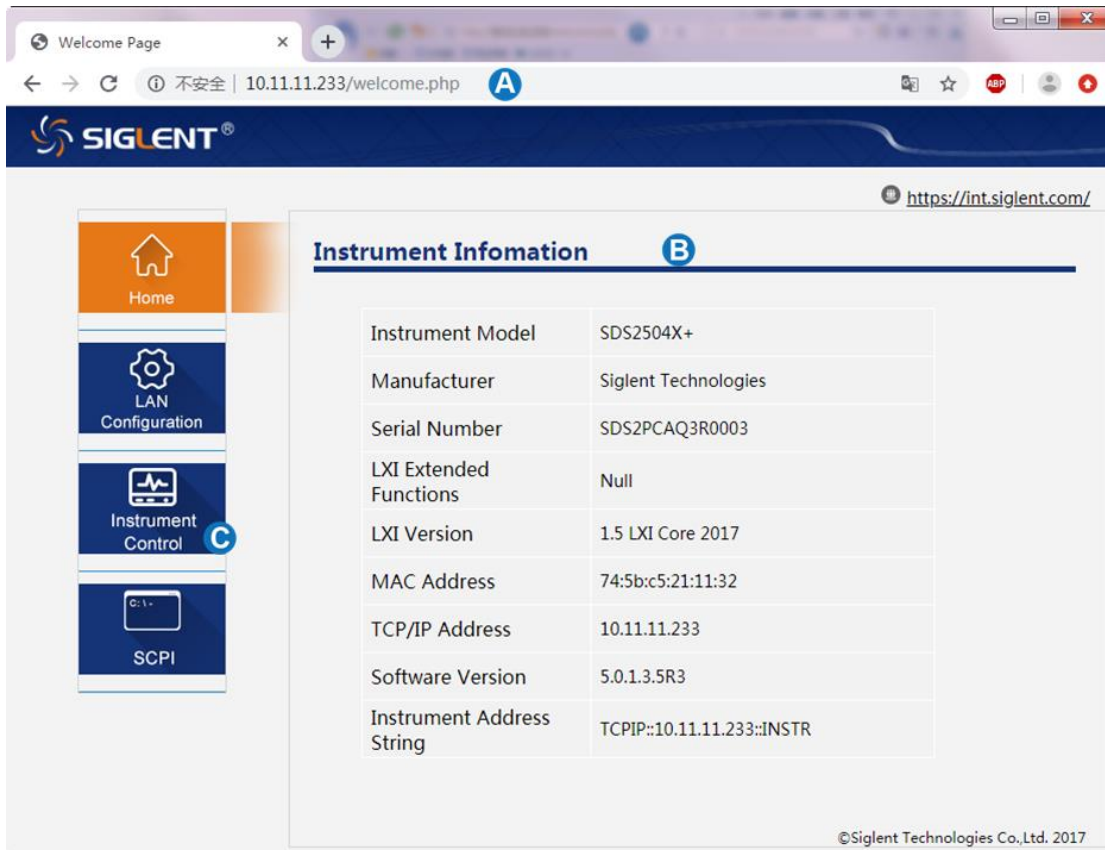 Welcome Page
不安全 | 10.11.11.233/welcome.php A
ABP
SIGLENT®
https://int.siglent.com/
Home
LAN
Configuration
Instrument
Control C
C:\-
SCPI
Instrument Infomation B
Instrument Model SDS2504X+
Manufacturer Siglent Technologies
Serial Number SDS2PCAQ3R0003
LXI Extended
Functions Null
LXI Version 1.5 LXI Core 2017
MAC Address 74:5b:c5:21:11:32
TCP/IP Address 10.11.11.233
Software Version 5.0.1.3.5R3
Instrument Address
String TCPIP::10.11.11.233::INSTR
©Siglent Technologies Co.,Ltd. 2017